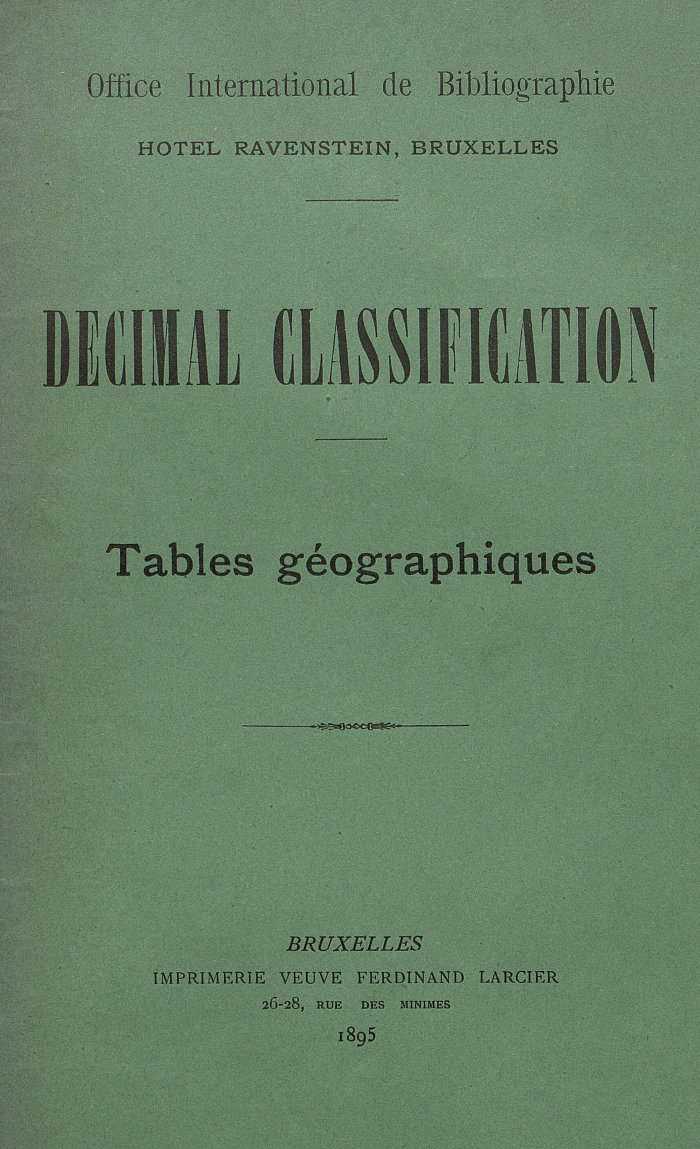 Office International de Bibliographie
HOTEL RAVENSTEIN, BRUXELLES
DECIMAL CLASSIFICATION
Tables géographiques
BRUXELLES
IMPRIMERIE VEUVE FERDINAND LARCIER
26-28, RUE DES MINIMES
1895